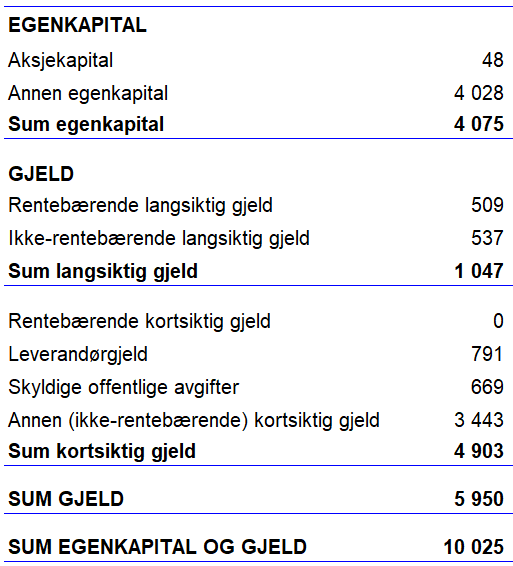 EGENKAPITAL
Aksjekapital 48
Annen egenkapital 4 028
Sum egenkapital 4 075
GJELD
Rentebærende langsiktig gjeld 509
Ikke-rentebærende langsiktig gjeld 537
Sum langsiktig gjeld 1 047
Rentebærende kortsiktig gjeld 0
Leverandørgjeld 791
Skyldige offentlige avgifter 669
Annen (ikke-rentebærende) kortsiktig gjeld 3 443
Sum kortsiktig gjeld 4 903
SUM GJELD 5 950
SUM EGENKAPITAL OG GJELD 10 025